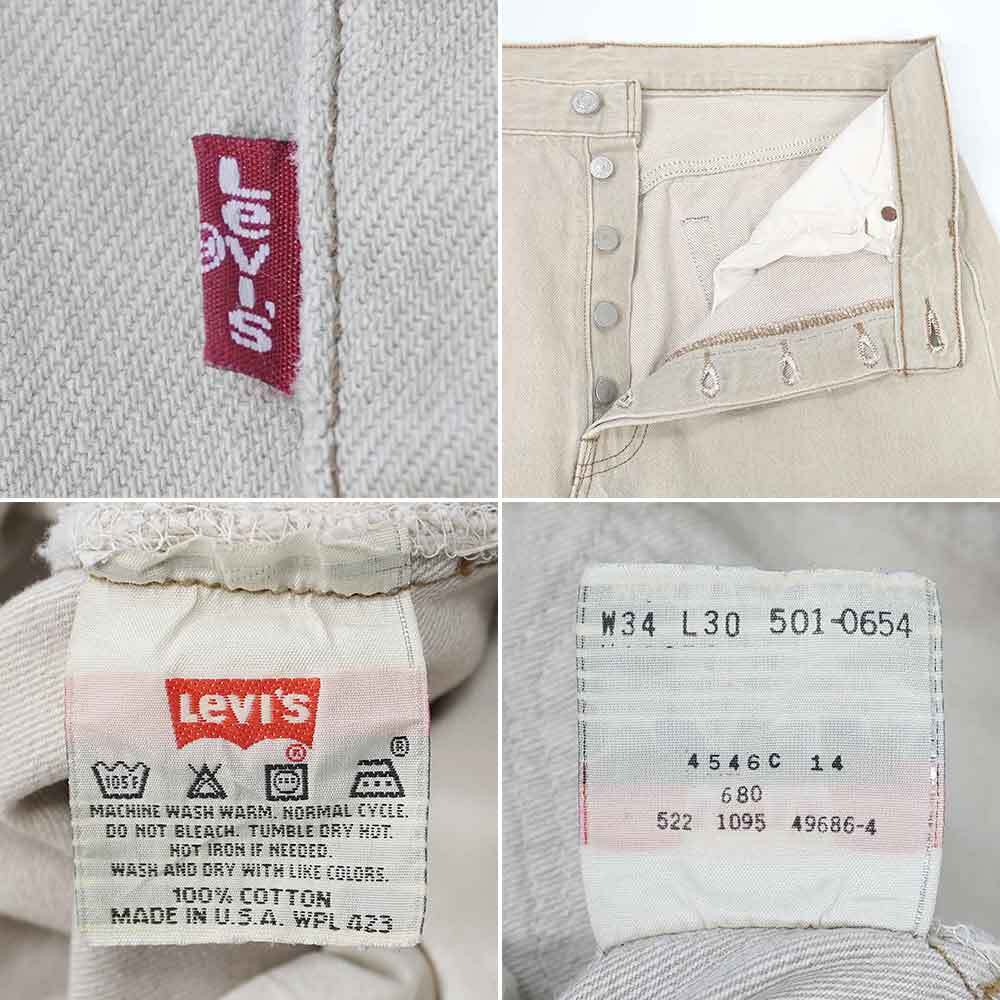 Levi's
®
Levi's
®
®
105F
MACHINE WASH WARM. NORMAL CYCLE.
DO NOT BLEACH. TUMBLE DRY HOT.
HOT IRON IF NEEDED.
WASH AND DRY WITH LIKE COLORS.
100% COTTON
MADE IN U.S.A. WPL 423
W34 L30 501-0654
4546C 14
680
522 1095 49686-4